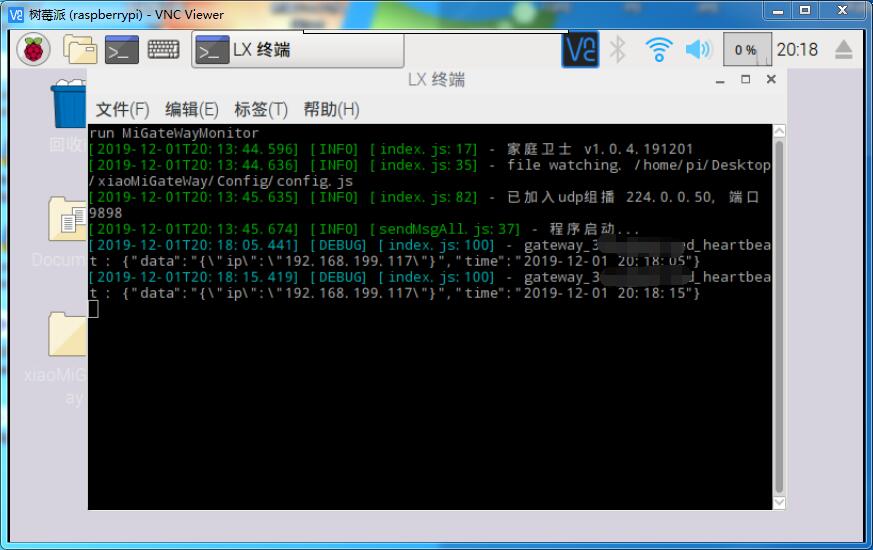 树莓派 (raspberrypi) - VNC Viewer
LX 终端
0 %
20:18
LX 终端
文件(F) 编辑(E) 标签(T) 帮助(H)
回收
Docum
xiaoMiG
ay
run MiGateWayMonitor
[2019-12-01T20:13:44.596] [INFO] [index.js:17] - 家庭卫士 v1.0.4.191201
[2019-12-01T20:13:44.636] [INFO] [index.js:35] - file watching. /home/pi/Desktop
/xiaoMiGateWay/Config/config.js
[2019-12-01T20:13:45.635] [INFO] [index.js:82] - 已加入udp组播 224.0.0.50, 端口
9898
[2019-12-01T20:13:45.674] [INFO] [sendMsgAll.js:37] - 程序启动...
[2019-12-01T20:18:05.441] [DEBUG] [index.js:100] - gateway_3 d_heartbea
t : {"data":"{\"ip\":\"192.168.199.117\"}","time":"2019-12-01 20:18:05"}
[2019-12-01T20:18:15.419] [DEBUG] [index.js:100] - gateway_3 ed_heartbea
t : {"data":"{\"ip\":\"192.168.199.117\"}","time":"2019-12-01 20:18:15"}